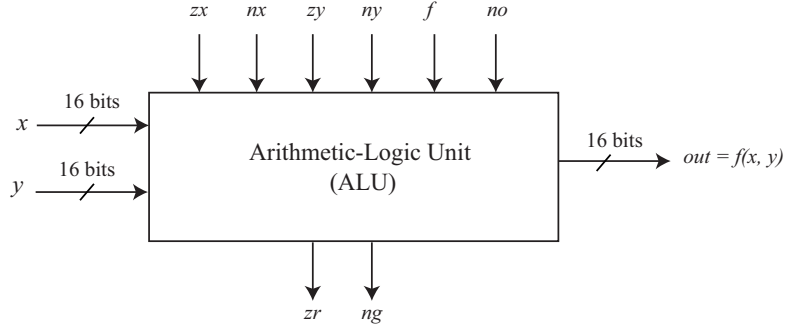 zx nx zy ny f no
16 bits
x
16 bits
y
Arithmetic-Logic Unit
(ALU)
16 bits
out = f(x, y)
zr ng